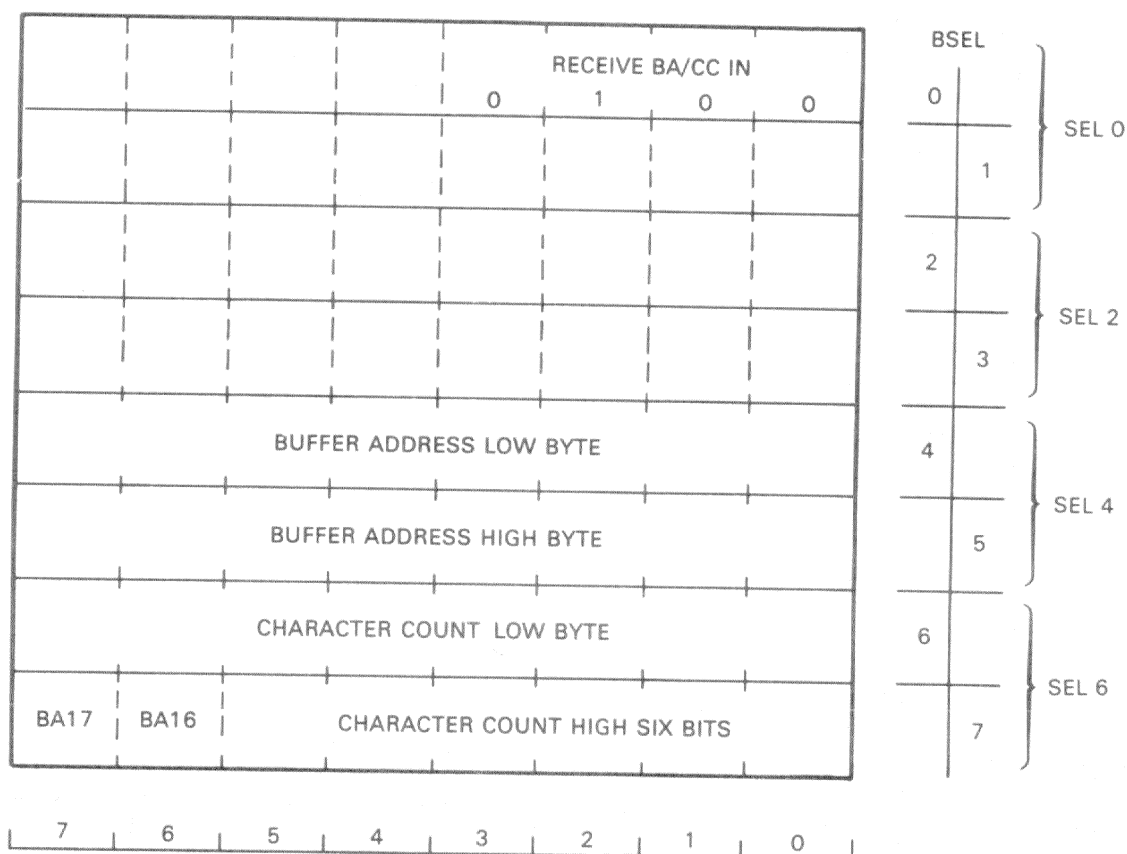 BSEL
RECEIVE BA/CC IN
0 1 0 0
0
SEL 0
1
2
SEL 2
3
BUFFER ADDRESS LOW BYTE
4
SEL 4
BUFFER ADDRESS HIGH BYTE
5
CHARACTER COUNT LOW BYTE
6
SEL 6
BA17 BA16 CHARACTER COUNT HIGH SIX BITS
7
7 6 5 4 3 2 1 0